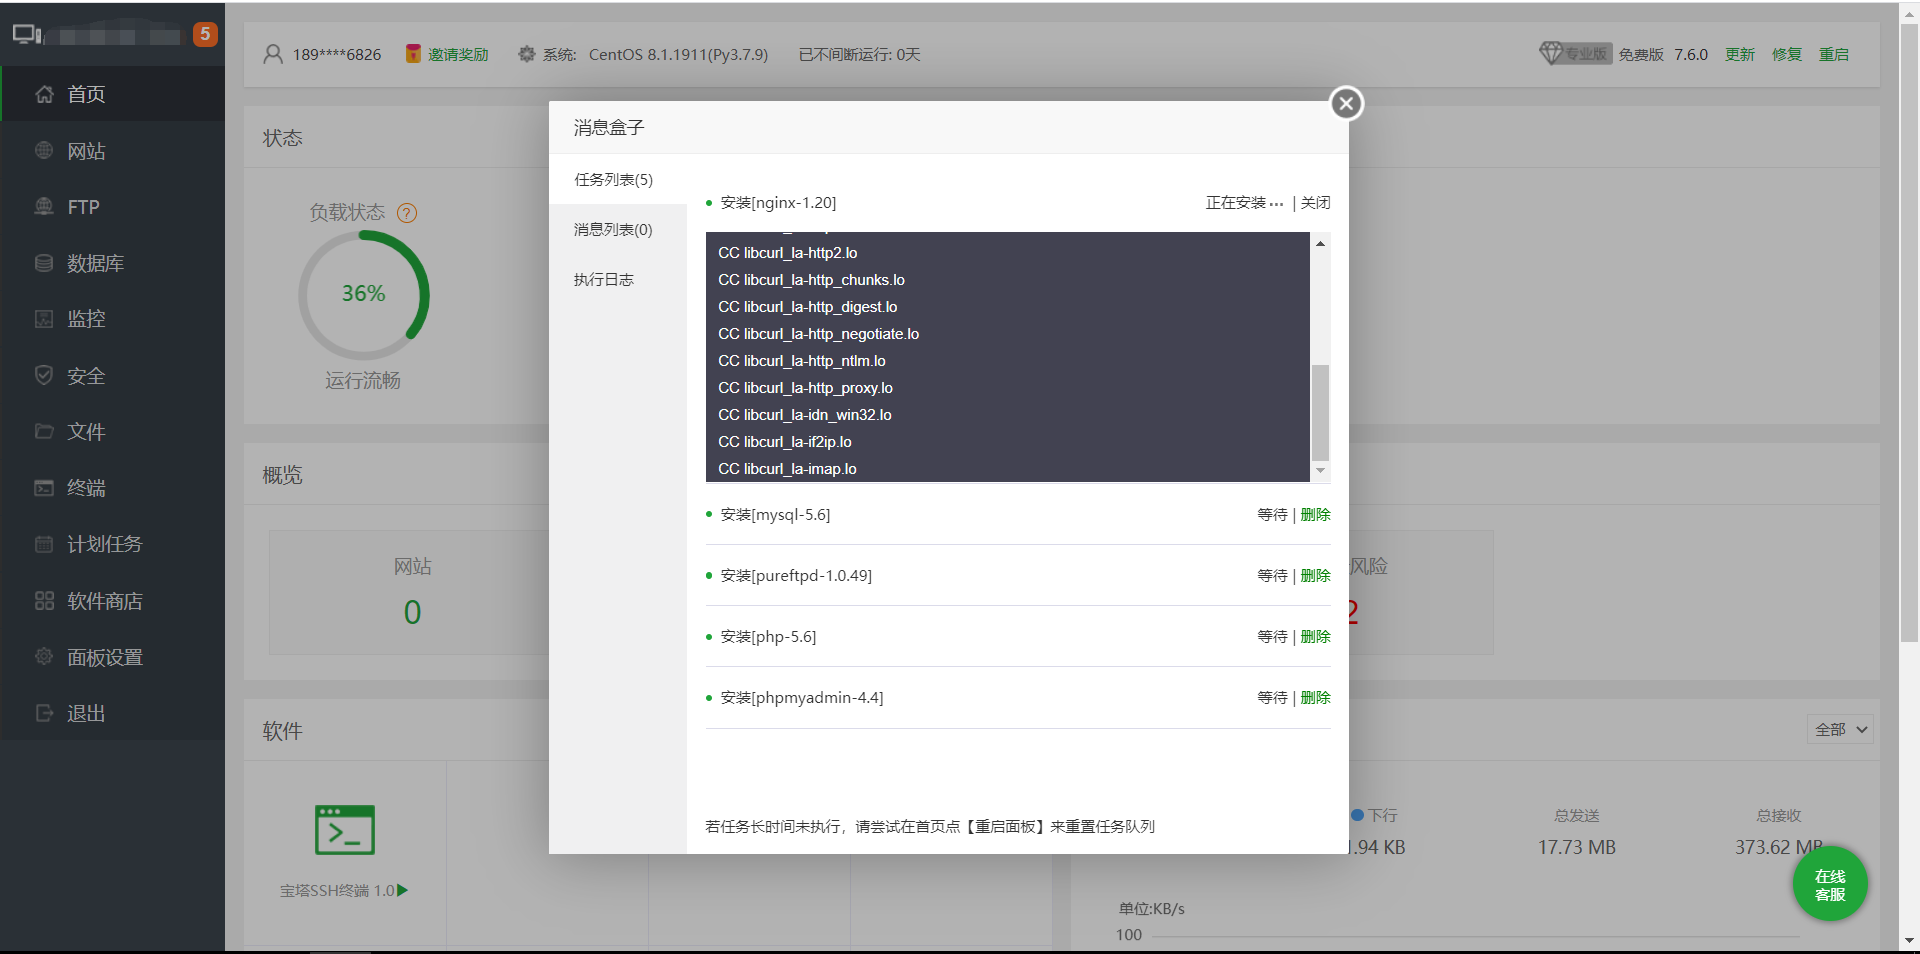 5
首页
网站
FTP
数据库
监控
安全
文件
终端
计划任务
软件商店
面板设置
退出
189****6826 邀请奖励 系统: CentOS 8.1.1911(Py3.7.9) 已不间断运行: 0天
专业版 免费版 7.6.0 更新 修复 重启
状态
负载状态 ?
36%
运行流畅
概览
网站
0
风险
2
软件
全部
宝塔SSH终端 1.0
下行
.94 KB
总发送
17.73 MB
总接收
373.62 MB
单位:KB/s
100
在线
客服
消息盒子
任务列表(5)
消息列表(0)
执行日志
安装[nginx-1.20] 正在安装... | 关闭
CC libcurl_la-http2.lo
CC libcurl_la-http_chunks.lo
CC libcurl_la-http_digest.lo
CC libcurl_la-http_negotiate.lo
CC libcurl_la-http_ntlm.lo
CC libcurl_la-http_proxy.lo
CC libcurl_la-idn_win32.lo
CC libcurl_la-if2ip.lo
CC libcurl_la-imap.lo
安装[mysql-5.6] 等待 | 删除
安装[pureftpd-1.0.49] 等待 | 删除
安装[php-5.6] 等待 | 删除
安装[phpmyadmin-4.4] 等待 | 删除
若任务长时间未执行，请尝试在首页点【重启面板】来重置任务队列